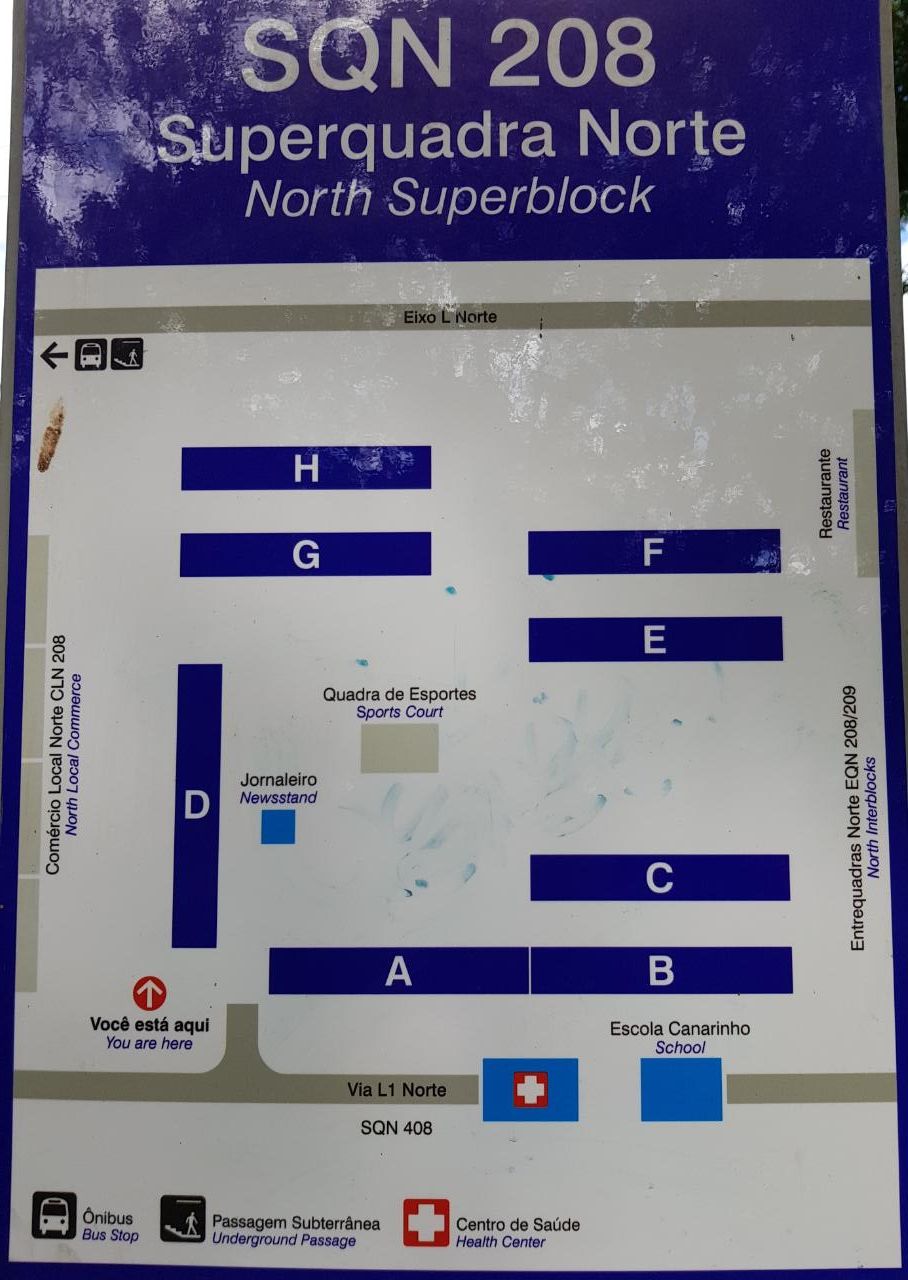 SQN 208
Superquadra Norte
North Superblock
Eixo L Norte
H
Restaurante
Restaurant
G
F
E
Comércio Local Norte CLN 208
North Local Commerce
Quadra de Esportes
Sports Court
Entrequadras Norte EQN 208/209
North Interblocks
D
Jornaleiro
Newsstand
C
A
B
Você está aqui
You are here
Escola Canarinho
School
Via L1 Norte
SQN 408
Ônibus
Bus Stop
Passagem Subterrânea
Underground Passage
Centro de Saúde
Health Center